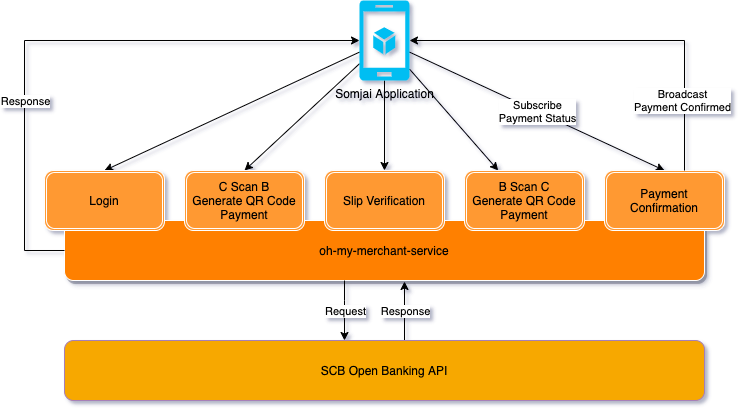 Somjai Application
Response
Subscribe
Payment Status
Broadcast
Payment Confirmed
Login
C Scan B
Generate QR Code
Payment
Slip Verification
B Scan C
Generate QR Code
Payment
Payment
Confirmation
oh-my-merchant-service
Request
Response
SCB Open Banking API